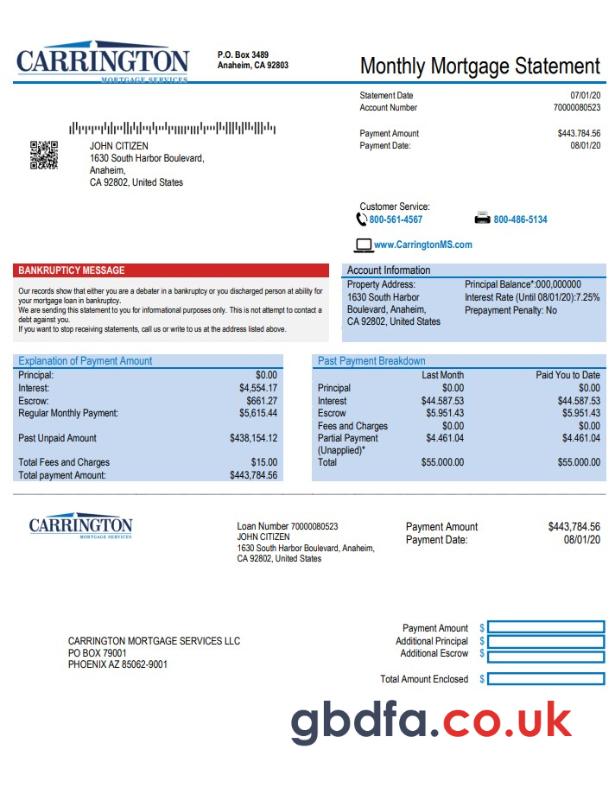 CARRINGTON
MORTGAGE SERVICES
P.O. Box 3489
Anaheim, CA 92803
Monthly Mortgage Statement
Statement Date 07/01/20
Account Number 70000080523
Payment Amount $443.784.56
Payment Date: 08/01/20
JOHN CITIZEN
1630 South Harbor Boulevard,
Anaheim,
CA 92802, United States
Customer Service:
800-561-4567 800-486-5134
www.CarringtonMS.com
BANKRUPTICY MESSAGE
Our records show that either you are a debater in a bankruptcy or you discharged person at ability for
your mortgage loan in bankruptcy.
We are sending this statement to you for informational purposes only. This is not attempt to contact a
debt against you.
If you want to stop receiving statements, call us or write to us at the address listed above.
Account Information
Property Address: Principal Balance*:000,000000
1630 South Harbor Interest Rate (Until 08/01/20):7.25%
Boulevard, Anaheim, Prepayment Penalty: No
CA 92802, United States
Explanation of Payment Amount
Principal: $0.00
Interest: $4,554.17
Escrow: $661.27
Regular Monthly Payment: $5,615.44
Past Unpaid Amount $438,154.12
Total Fees and Charges $15.00
Total payment Amount: $443,784.56
Past Payment Breakdown
Last Month Paid You to Date
Principal $0.00 $0.00
Interest $44.587.53 $44.587.53
Escrow $5.951.43 $5.951.43
Fees and Charges $0.00 $0.00
Partial Payment $4.461.04 $4.461.04
(Unapplied)*
Total $55.000.00 $55.000.00
CARRINGTON
MORTGAGE SERVICES
Loan Number 70000080523
JOHN CITIZEN
1630 South Harbor Boulevard, Anaheim,
CA 92802, United States
Payment Amount $443,784.56
Payment Date: 08/01/20
CARRINGTON MORTGAGE SERVICES LLC
PO BOX 79001
PHOENIX AZ 85062-9001
Payment Amount $
Additional Principal $
Additional Escrow $
Total Amount Enclosed $
gbdfa.co.uk